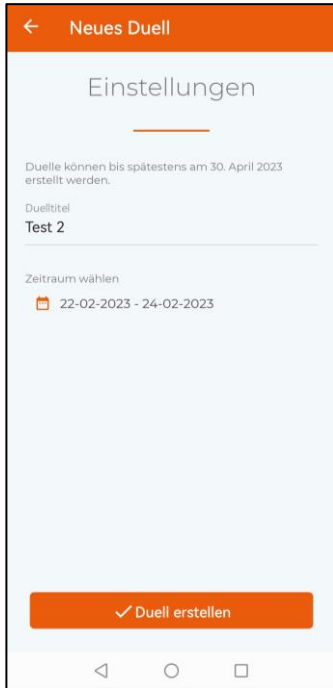 Neues Duell
Einstellungen
Duelle können bis spätestens am 30. April 2023
erstellt werden.
Duelltitel
Test 2
Zeitraum wählen
22-02-2023 - 24-02-2023
Duell erstellen